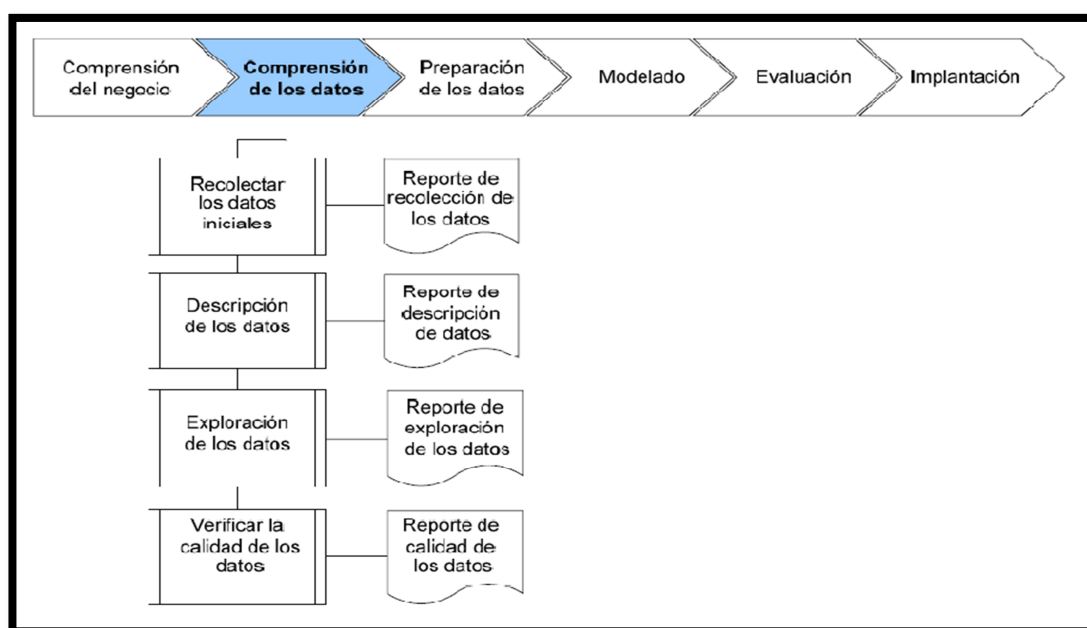 Comprensión
del negocio
Comprensión
de los datos
Preparación
de los datos
Modelado
Evaluación
Implantación
Recolectar
los datos
iniciales
Reporte de
recolección de
los datos
Descripción
de los datos
Reporte de
descripción
de datos
Exploración
de los datos
Reporte de
exploración
de los datos
Verificar la
calidad de los
datos
Reporte de
calidad de
los datos